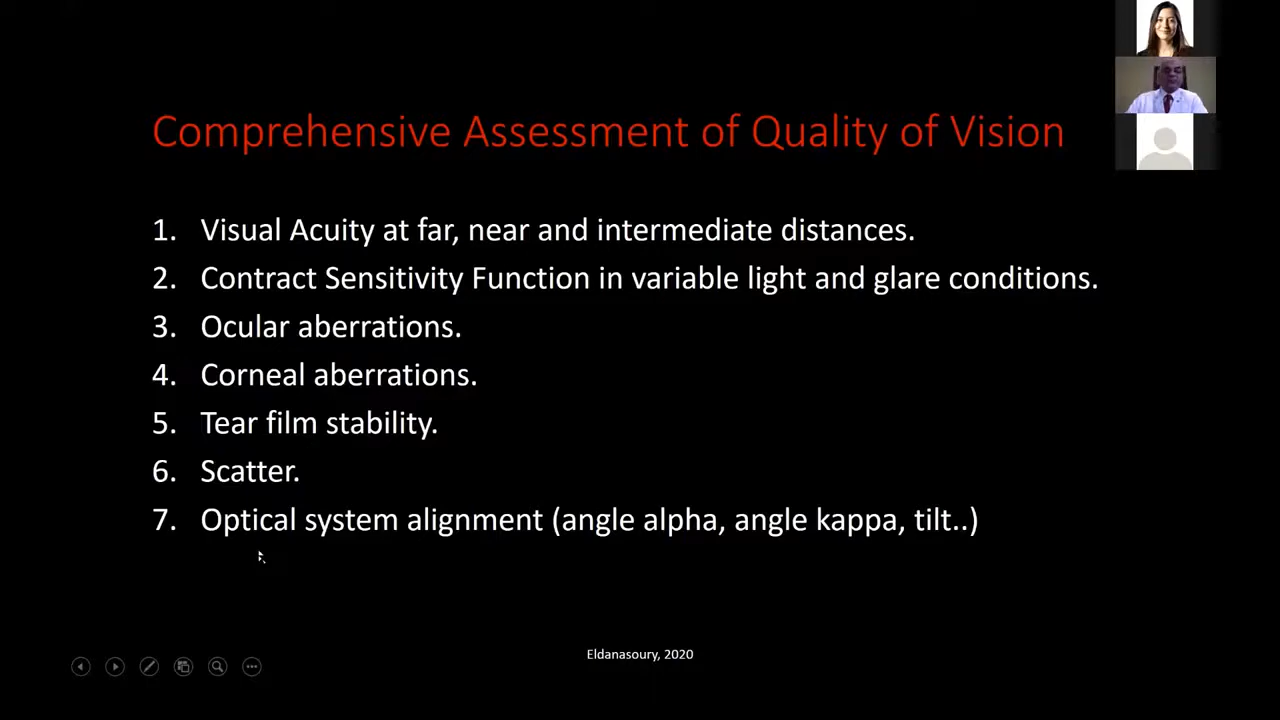 Comprehensive Assessment of Quality of Vision
1. Visual Acuity at far, near and intermediate distances.
2. Contract Sensitivity Function in variable light and glare conditions.
3. Ocular aberrations.
4. Corneal aberrations.
5. Tear film stability.
6. Scatter.
7. Optical system alignment (angle alpha, angle kappa, tilt..)
Eldanasoury, 2020